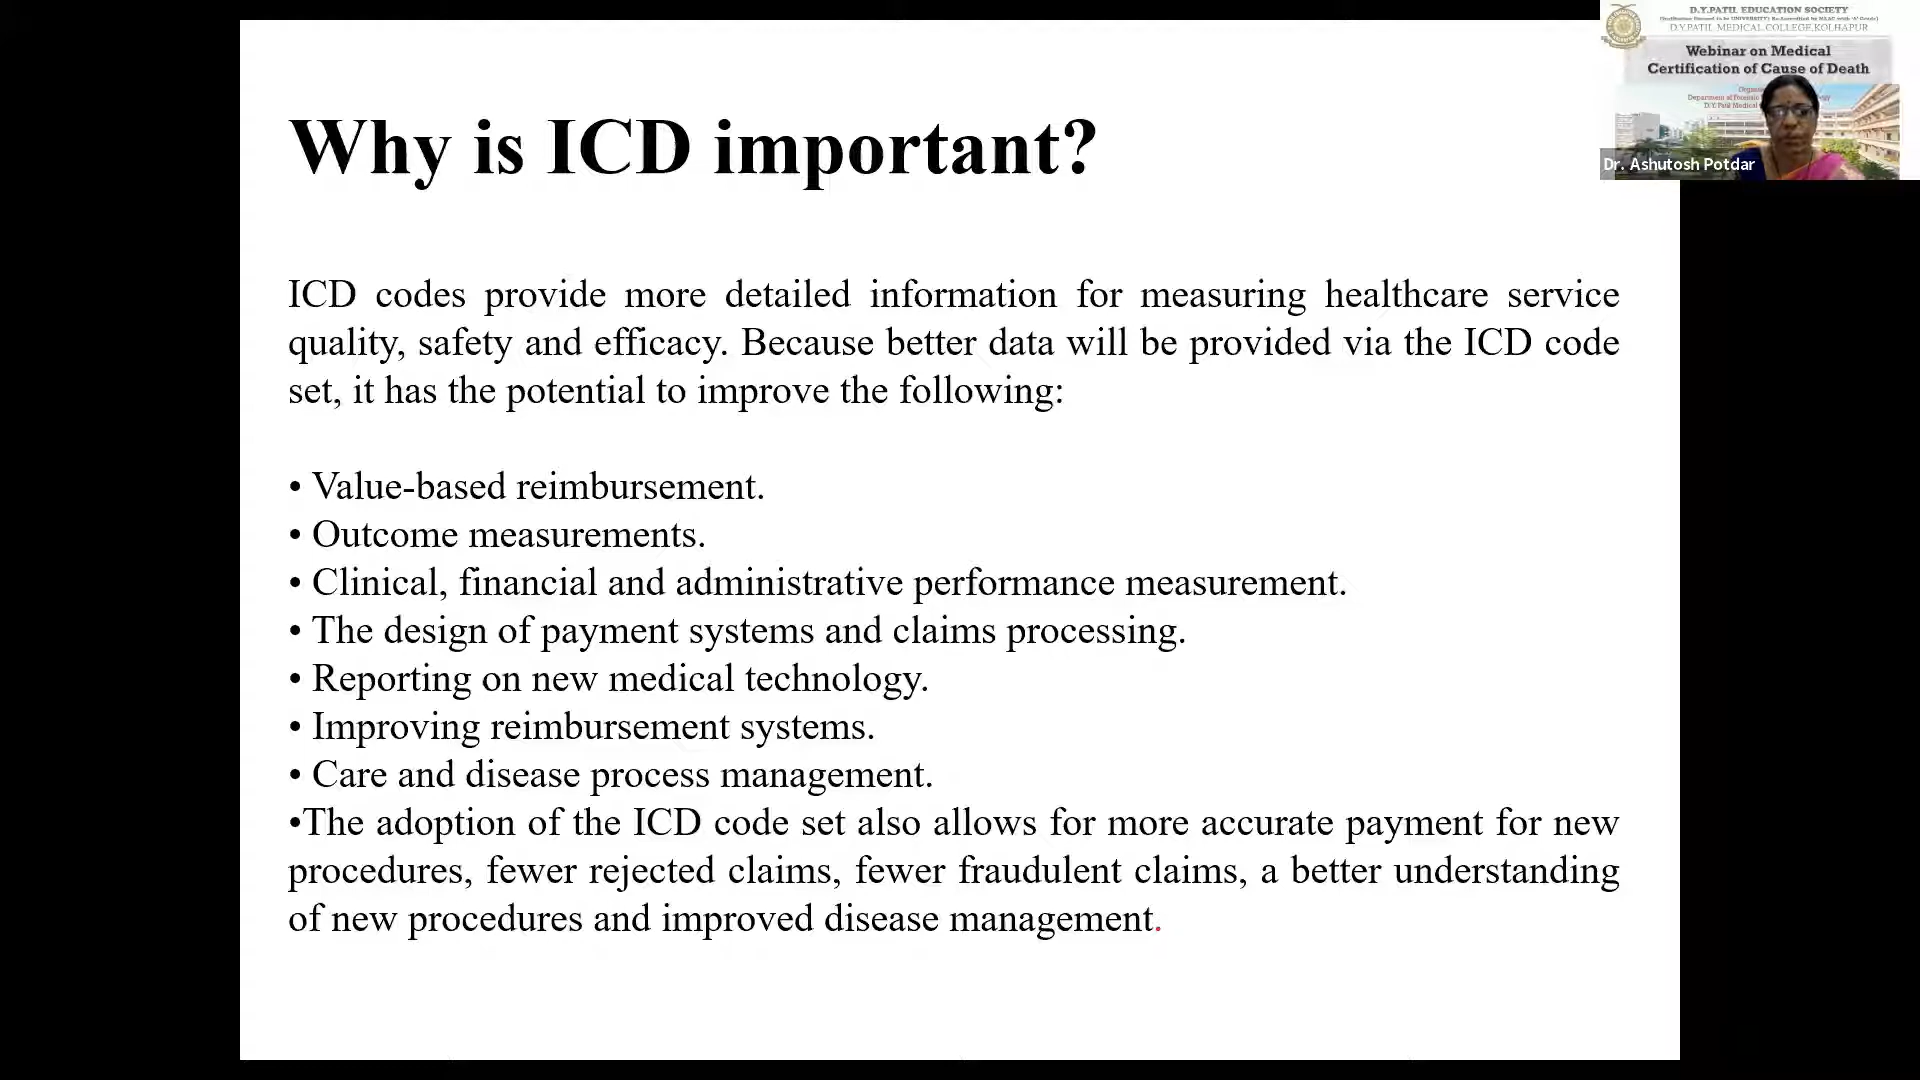 D.Y.PATIL EDUCATION SOCIETY
D.Y.PATIL MEDICAL COLLEGE, KOLHAPUR
Webinar on Medical
Certification of Cause of Death
Dr. Ashutosh Potdar
Why is ICD important?
ICD codes provide more detailed information for measuring healthcare service
quality, safety and efficacy. Because better data will be provided via the ICD code
set, it has the potential to improve the following:
• Value-based reimbursement.
• Outcome measurements.
• Clinical, financial and administrative performance measurement.
• The design of payment systems and claims processing.
• Reporting on new medical technology.
• Improving reimbursement systems.
• Care and disease process management.
•The adoption of the ICD code set also allows for more accurate payment for new
procedures, fewer rejected claims, fewer fraudulent claims, a better understanding
of new procedures and improved disease management.